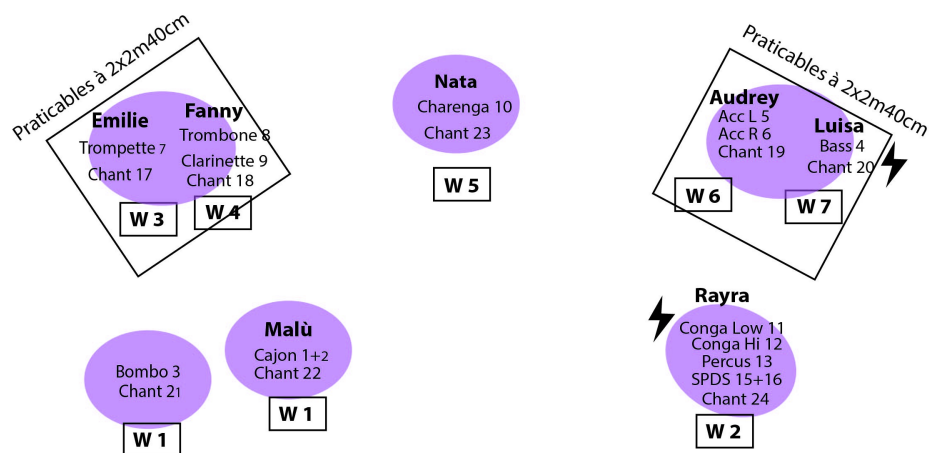 Praticables à 2x2m40cm
Emilie
Trompette 7
Chant 17
Fanny
Trombone 8
Clarinette 9
Chant 18
W 3
W 4
Nata
Charenga 10
Chant 23
W 5
Praticables à 2x2m40cm
Audrey
Acc L 5
Acc R 6
Chant 19
Luisa
Bass 4
Chant 20
W 6
W 7
Bombo 3
Chant 21
W 1
Malù
Cajon 1+2
Chant 22
W 1
Rayra
Conga Low 11
Conga Hi 12
Percus 13
SPDS 15+16
Chant 24
W 2